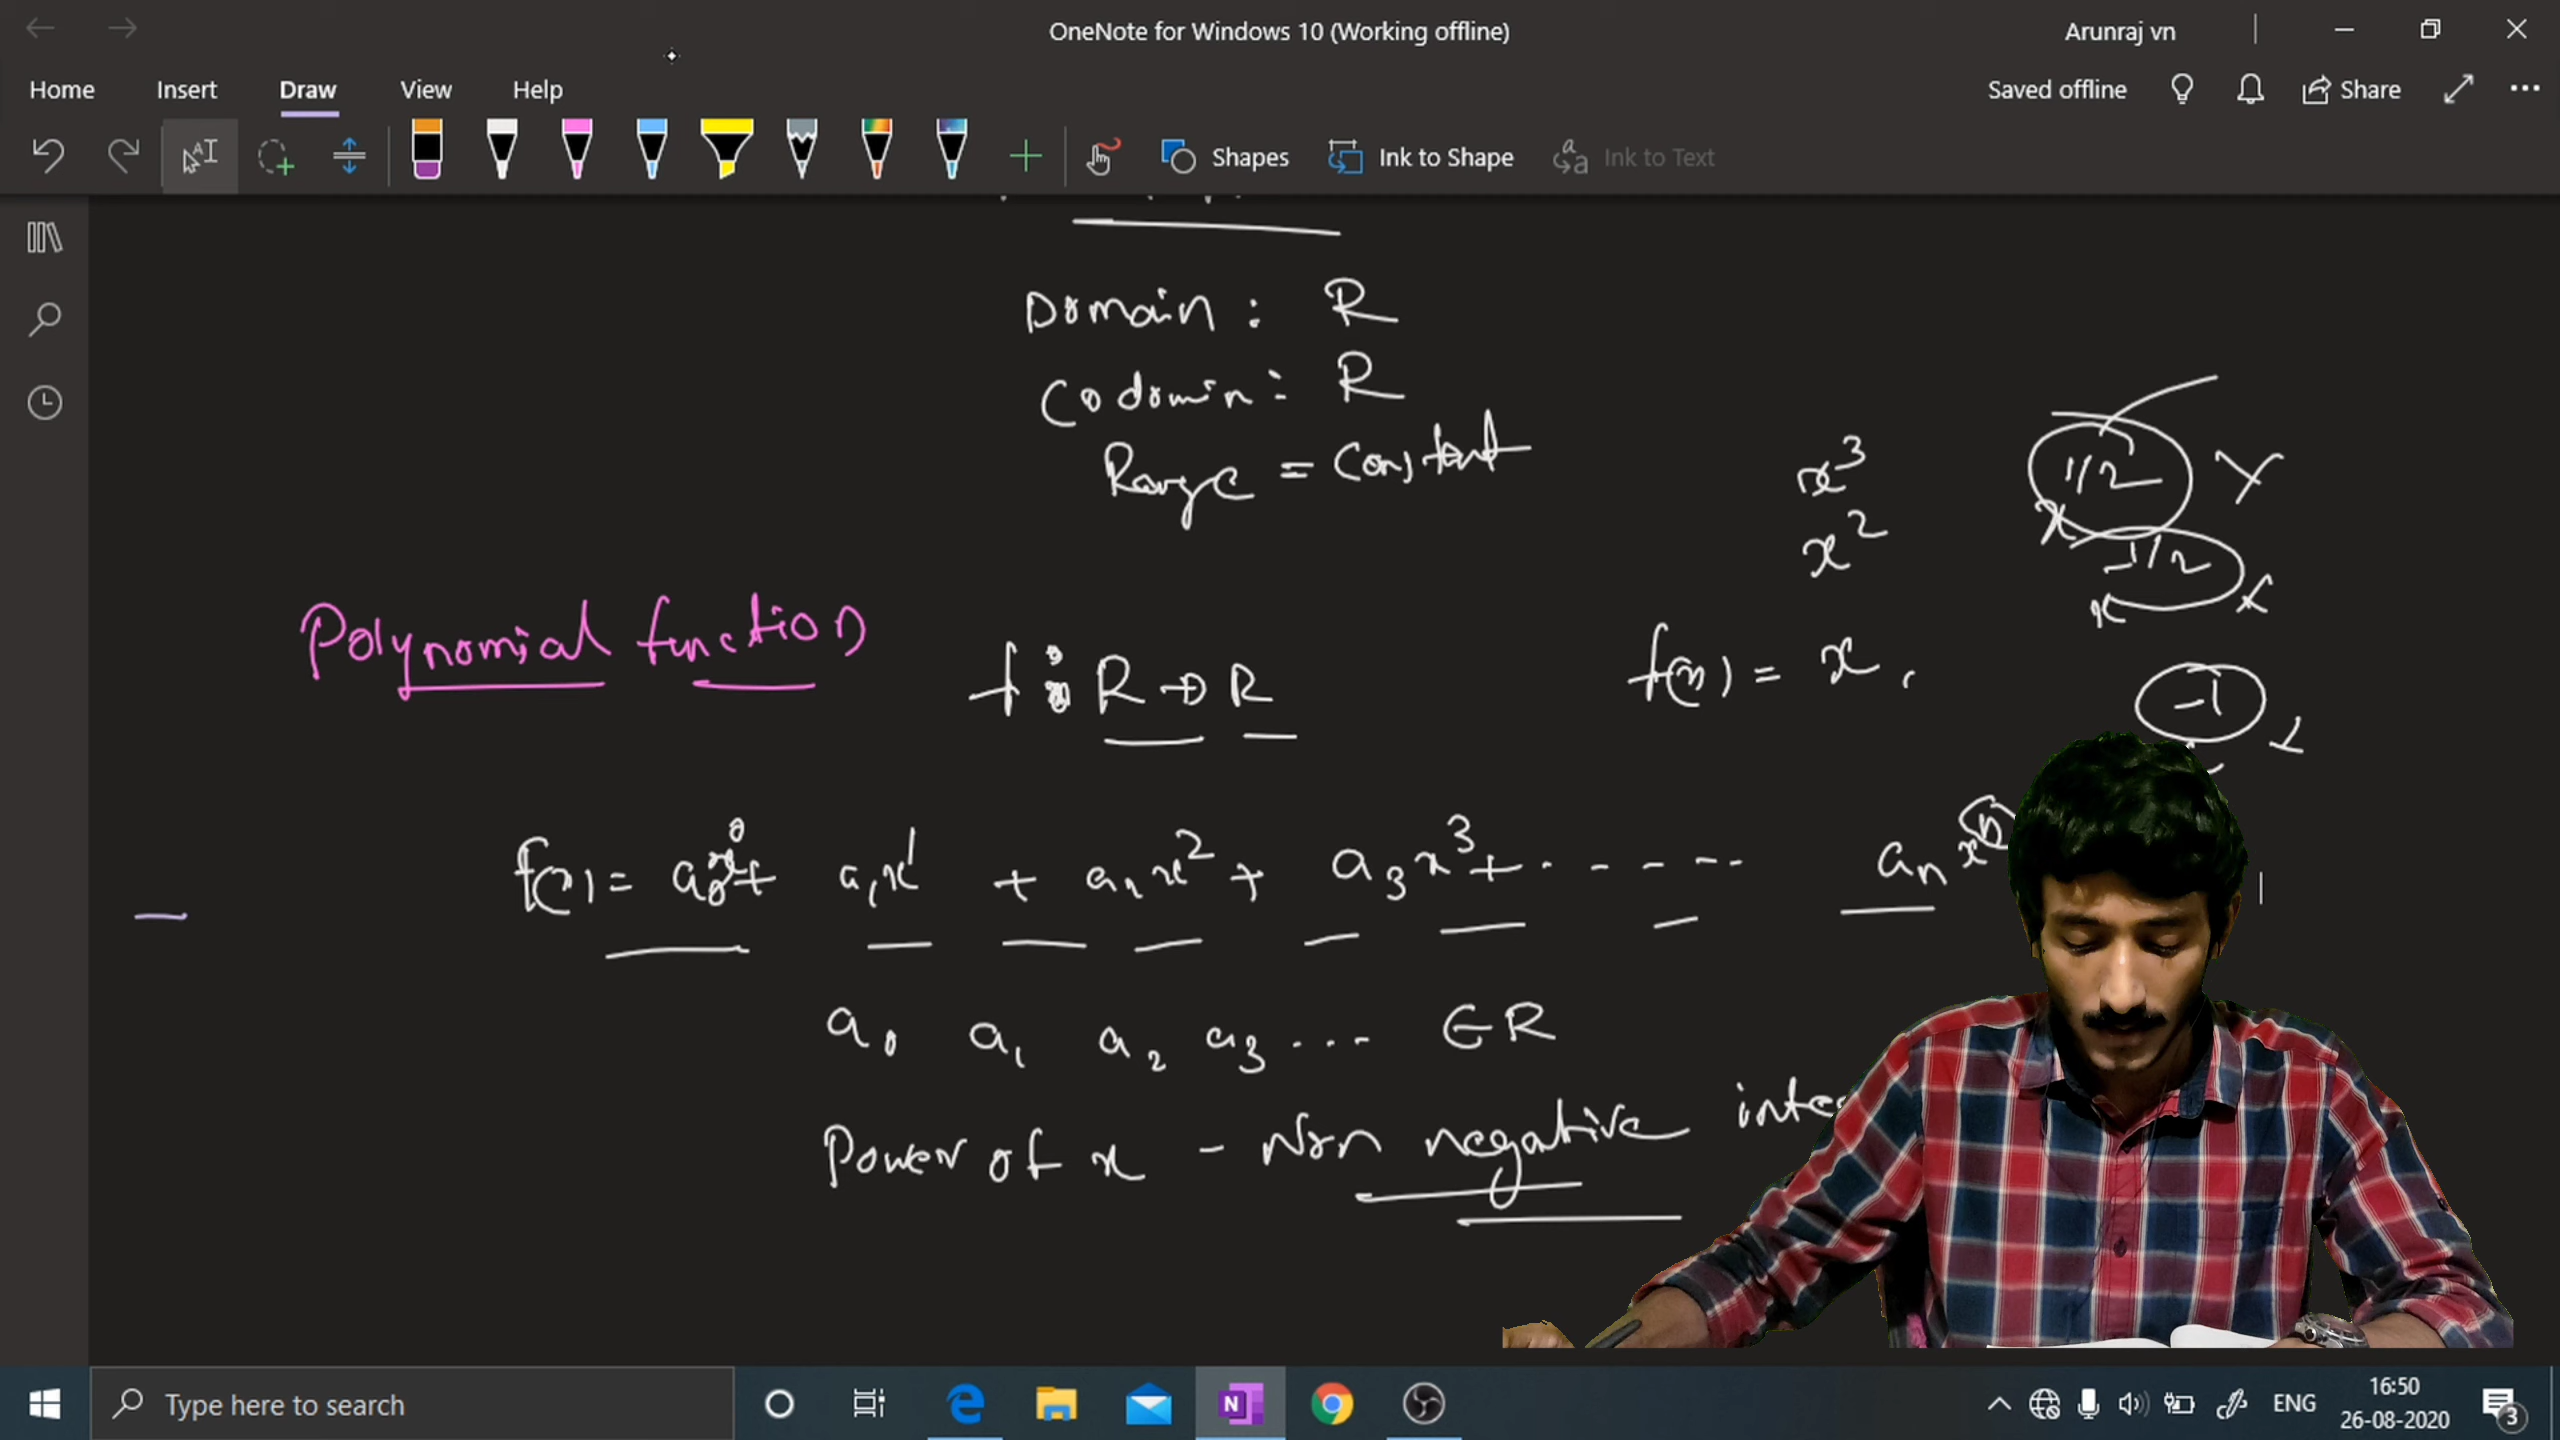 OneNote for Windows 10 (Working offline)
Arunraj vn
Home Insert Draw View Help
Saved offline Share
Shapes Ink to Shape Ink to Text
Domain : R
Codomin : R
Range = Constant
x³
x²
1/2
x
-1/2
x
Polynomial function
f : R → R
f(x) = x,
-1
f(x) = a₀x⁰ + a₁x¹ + a₂x² + a₃x³ + · - - - -- aₙxⁿ
a₀ a₁ a₂ a₃ ... ∈ R
Power of x - Non negative inte
Type here to search
N
ENG
16:50
26-08-2020
3